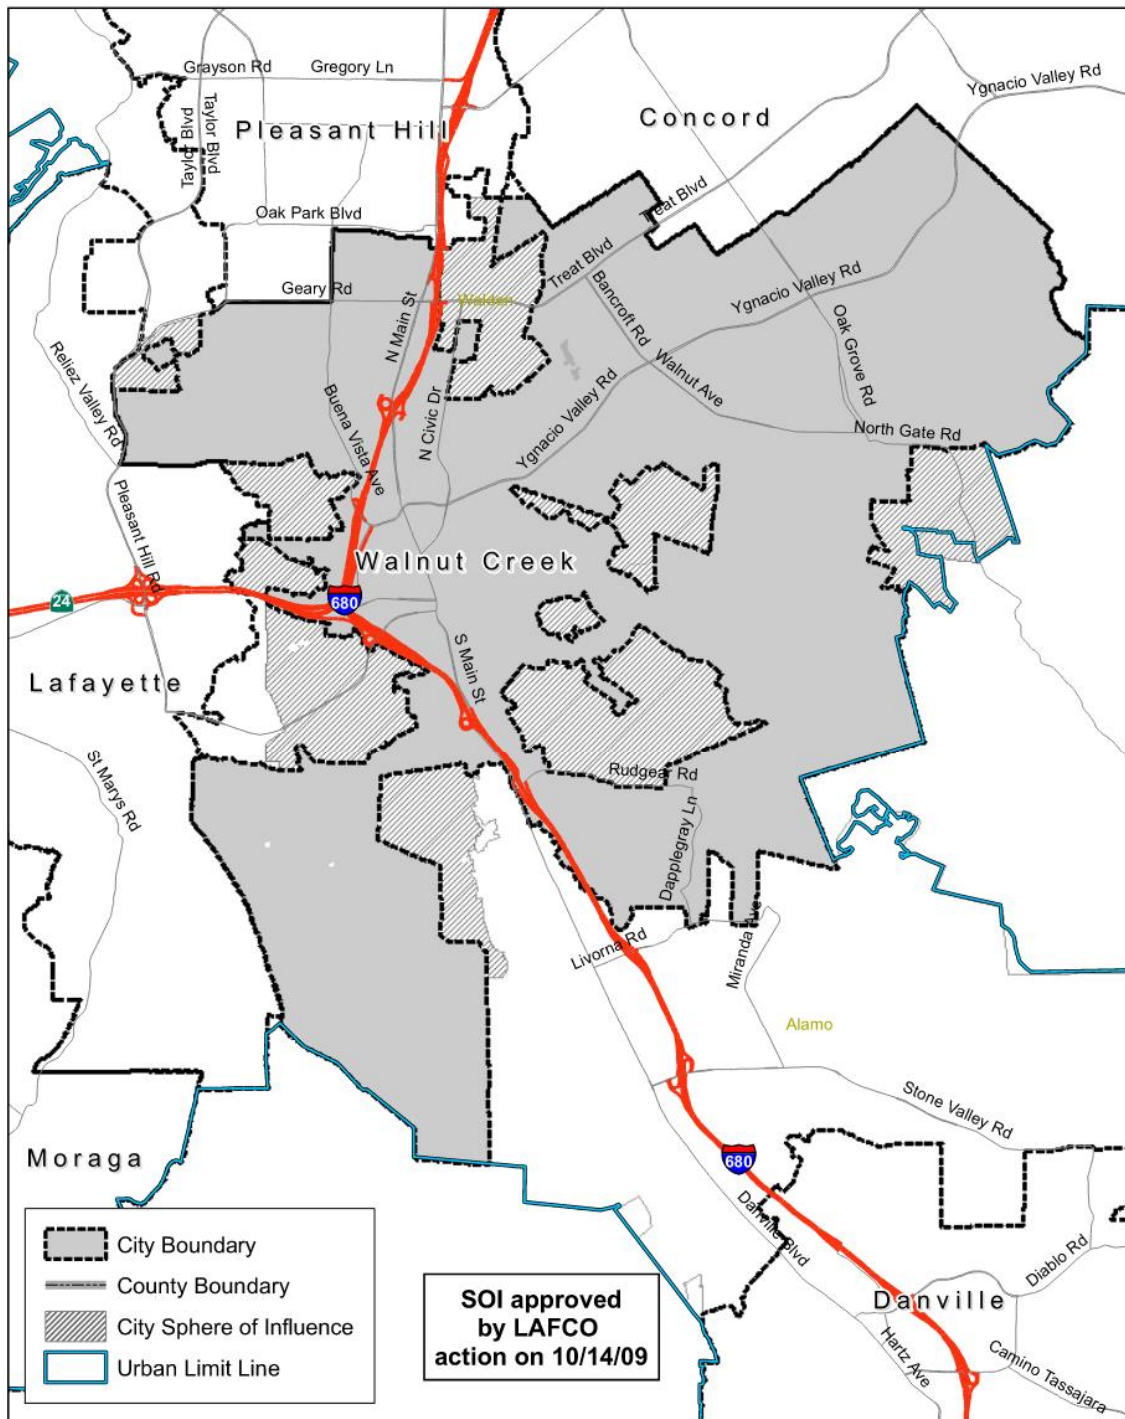 Grayson Rd
Gregory Ln
Ygnacio Valley Rd
Taylor Blvd
Taylor Blvd
Pleasant Hill
Concord
Treat Blvd
Oak Park Blvd
Treat Blvd
Geary Rd
Walden
Bancroft Rd
Ygnacio Valley Rd
N Main St
Oak Grove Rd
Reliez Valley Rd
Walnut Ave
Buena Vista Ave
N Civic Dr
Ygnacio Valley Rd
North Gate Rd
Pleasant Hill Rd
Walnut Creek
24
680
S Main St
Lafayette
St Marys Rd
Rudgear Rd
Dapplegray Ln
Livorna Rd
Miranda Ave
Alamo
Stone Valley Rd
Moraga
680
Danville Blvd
Diablo Rd
Danville
Hartz Ave
Camino Tassajara
City Boundary
County Boundary
City Sphere of Influence
Urban Limit Line
SOI approved
by LAFCO
action on 10/14/09